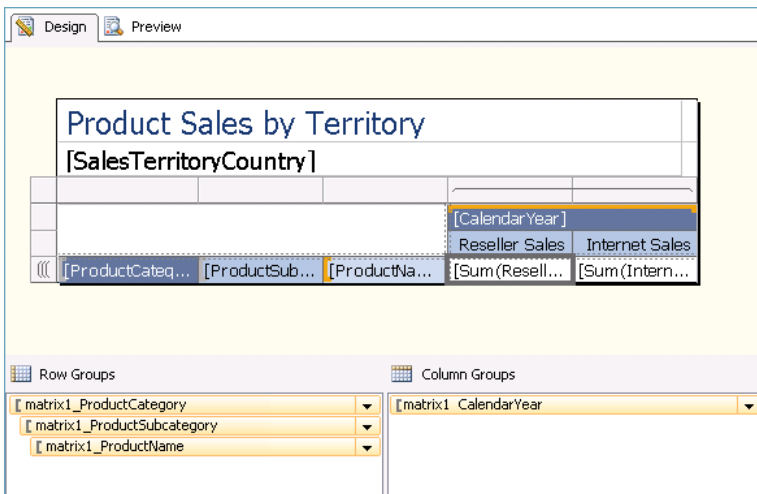 Design Preview
Product Sales by Territory
[SalesTerritoryCountry]
[CalendarYear]
Reseller Sales Internet Sales
[ProductCateq... [ProductSub... [ProductNa... [Sum(Resell... [Sum(Intern...
Row Groups Column Groups
matrix1_ProductCategory matrix1_CalendarYear
matrix1_ProductSubcategory
matrix1_ProductName